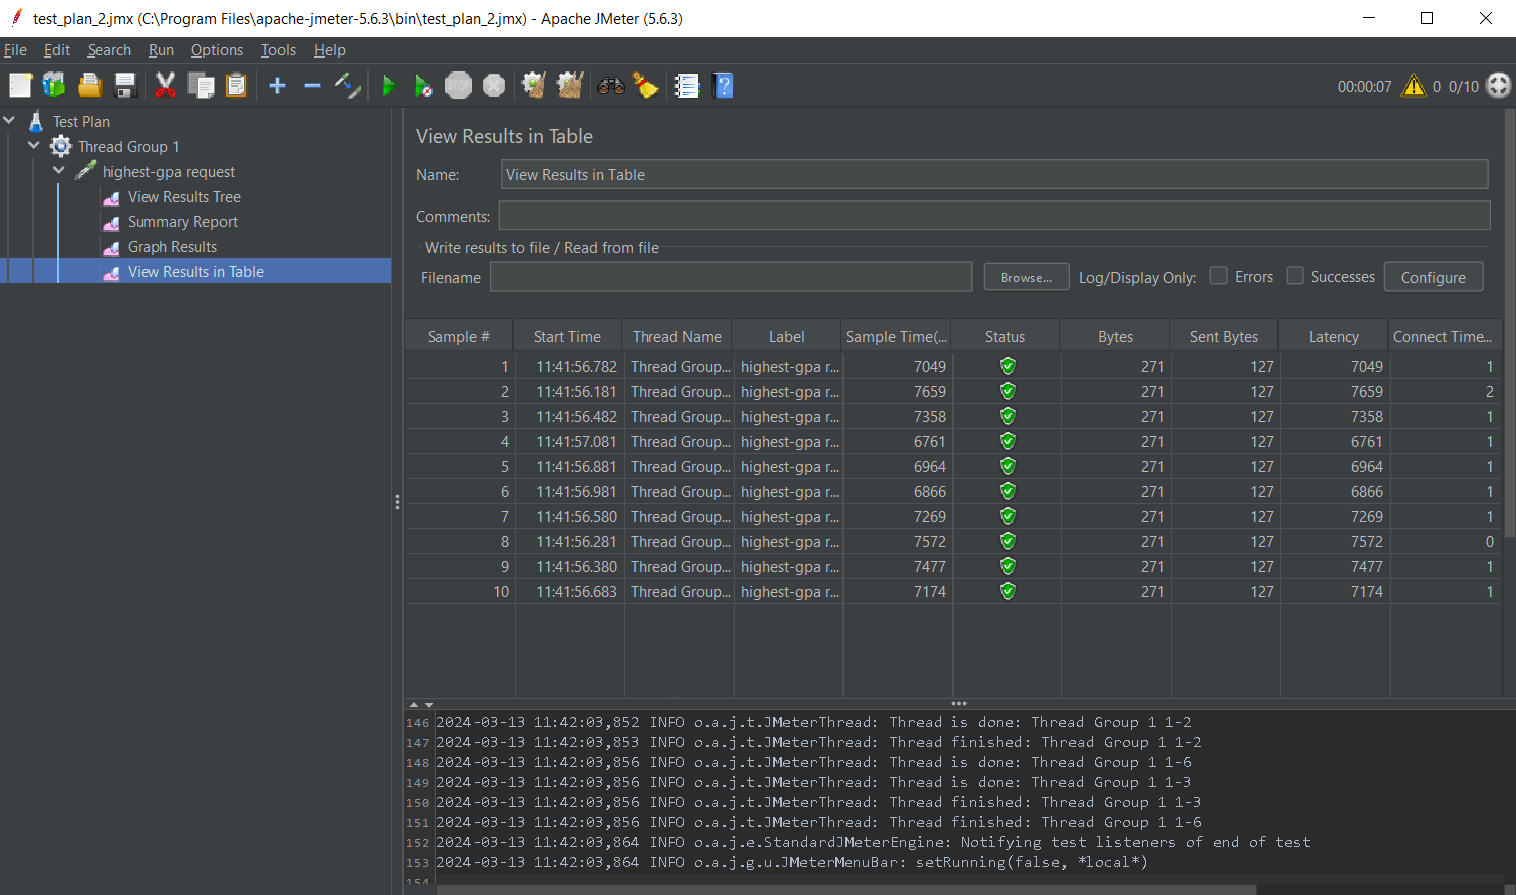 test_plan_2.jmx (C:\Program Files\apache-jmeter-5.6.3\bin\test_plan_2.jmx) - Apache JMeter (5.6.3)
File Edit Search Run Options Tools Help
STOP
00:00:07 0 0/10
Test Plan
Thread Group 1
highest-gpa request
View Results Tree
Summary Report
Graph Results
View Results in Table
View Results in Table
Name: View Results in Table
Comments:
Write results to file / Read from file
Filename Browse... Log/Display Only: Errors Successes Configure
Sample # Start Time Thread Name Label Sample Time(... Status Bytes Sent Bytes Latency Connect Time...
1 11:41:56.782 Thread Group... highest-gpa r... 7049 271 127 7049 1
2 11:41:56.181 Thread Group... highest-gpa r... 7659 271 127 7659 2
3 11:41:56.482 Thread Group... highest-gpa r... 7358 271 127 7358 1
4 11:41:57.081 Thread Group... highest-gpa r... 6761 271 127 6761 1
5 11:41:56.881 Thread Group... highest-gpa r... 6964 271 127 6964 1
6 11:41:56.981 Thread Group... highest-gpa r... 6866 271 127 6866 1
7 11:41:56.580 Thread Group... highest-gpa r... 7269 271 127 7269 1
8 11:41:56.281 Thread Group... highest-gpa r... 7572 271 127 7572 0
9 11:41:56.380 Thread Group... highest-gpa r... 7477 271 127 7477 1
10 11:41:56.683 Thread Group... highest-gpa r... 7174 271 127 7174 1
146 2024-03-13 11:42:03,852 INFO o.a.j.t.JMeterThread: Thread is done: Thread Group 1 1-2
147 2024-03-13 11:42:03,853 INFO o.a.j.t.JMeterThread: Thread finished: Thread Group 1 1-2
148 2024-03-13 11:42:03,856 INFO o.a.j.t.JMeterThread: Thread is done: Thread Group 1 1-6
149 2024-03-13 11:42:03,856 INFO o.a.j.t.JMeterThread: Thread is done: Thread Group 1 1-3
150 2024-03-13 11:42:03,856 INFO o.a.j.t.JMeterThread: Thread finished: Thread Group 1 1-3
151 2024-03-13 11:42:03,856 INFO o.a.j.t.JMeterThread: Thread finished: Thread Group 1 1-6
152 2024-03-13 11:42:03,864 INFO o.a.j.e.StandardJMeterEngine: Notifying test listeners of end of test
153 2024-03-13 11:42:03,864 INFO o.a.j.g.u.JMeterMenuBar: setRunning(false, *local*)
154